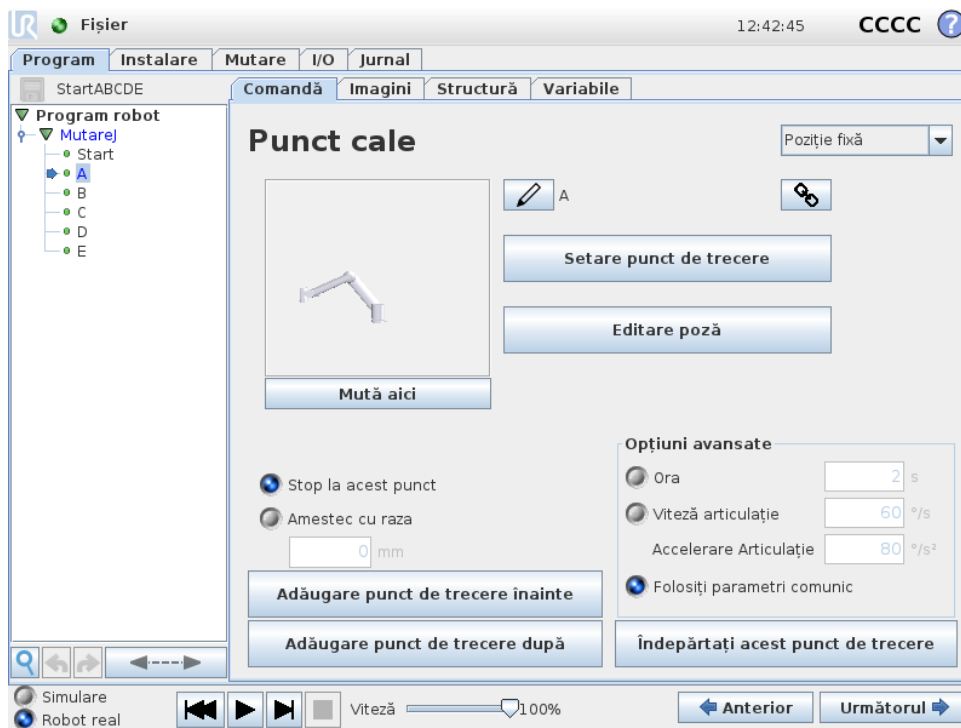 UR Fișier 12:42:45 CCCC ?
Program Instalare Mutare I/O Jurnal
StartABCDE Comandă Imagini Structură Variabile
Program robot
MutareJ
Start
A
B
C
D
E
Punct cale Poziție fixă
A
Setare punct de trecere
Editare poză
Mută aici
Opțiuni avansate
Stop la acest punct
Amestec cu raza
0 mm
Ora 2 s
Viteză articulație 60 °/s
Accelerare Articulație 80 °/s²
Folosiți parametri comunic
Adăugare punct de trecere înainte
Adăugare punct de trecere după
Îndepărtați acest punct de trecere
Simulare
Robot real
Viteză 100%
Anterior Următorul